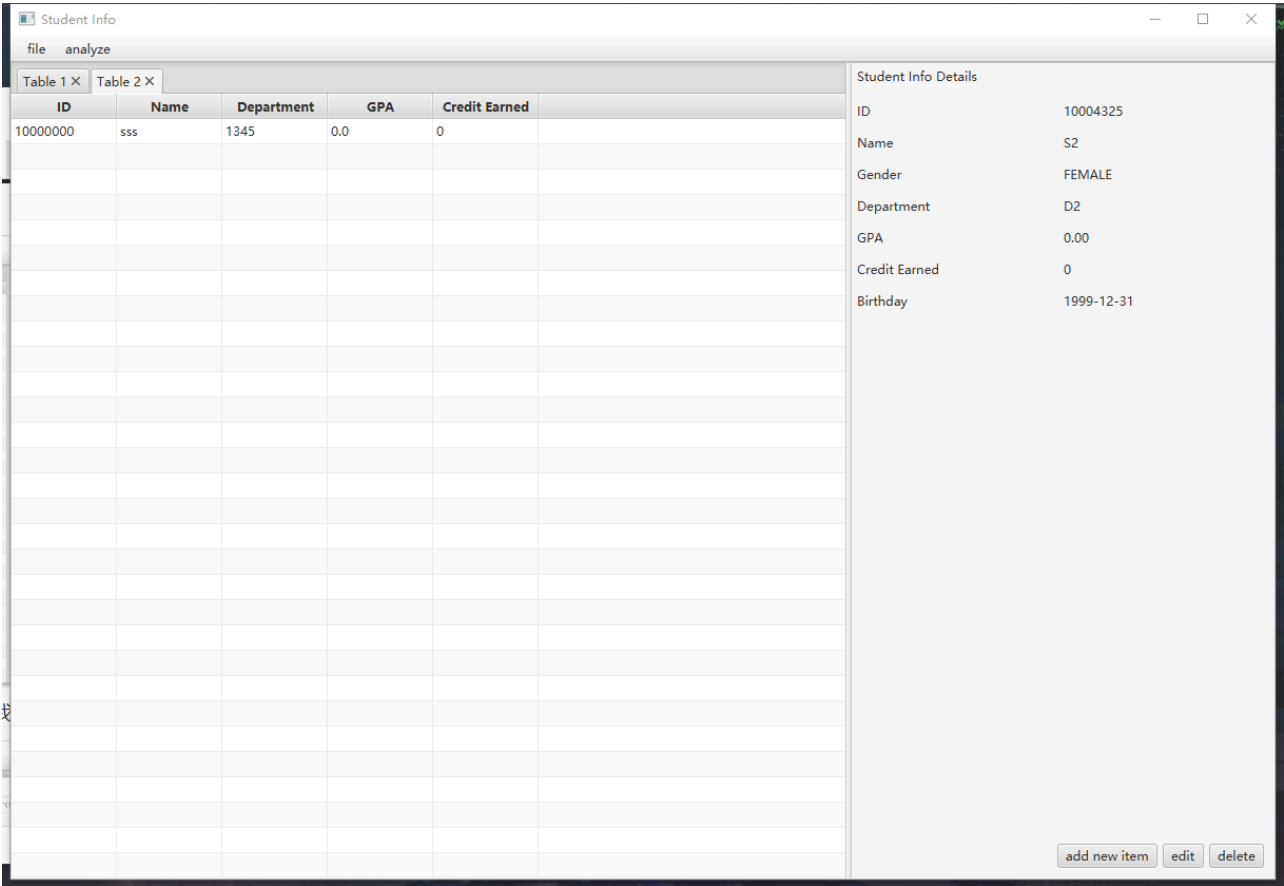 Student Info
file analyze
Table 1 Table 2
ID Name Department GPA Credit Earned
10000000 sss 1345 0.0 0
Student Info Details
ID 10004325
Name S2
Gender FEMALE
Department D2
GPA 0.00
Credit Earned 0
Birthday 1999-12-31
add new item edit delete